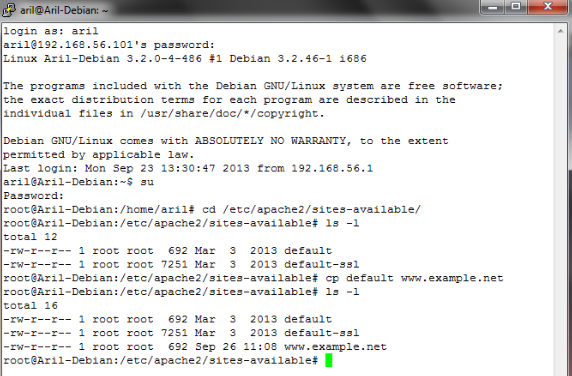 aril@Aril-Debian: ~
login as: aril
aril@192.168.56.101's password:
Linux Aril-Debian 3.2.0-4-486 #1 Debian 3.2.46-1 i686
The programs included with the Debian GNU/Linux system are free software;
the exact distribution terms for each program are described in the
individual files in /usr/share/doc/*/copyright.
Debian GNU/Linux comes with ABSOLUTELY NO WARRANTY, to the extent
permitted by applicable law.
Last login: Mon Sep 23 13:30:47 2013 from 192.168.56.1
aril@Aril-Debian:~$ su
Password:
root@Aril-Debian:/home/aril# cd /etc/apache2/sites-available/
root@Aril-Debian:/etc/apache2/sites-available# ls -l
total 12
-rw-r--r-- 1 root root  692 Mar  3  2013 default
-rw-r--r-- 1 root root 7251 Mar  3  2013 default-ssl
root@Aril-Debian:/etc/apache2/sites-available# cp default www.example.net
root@Aril-Debian:/etc/apache2/sites-available# ls -l
total 16
-rw-r--r-- 1 root root  692 Mar  3  2013 default
-rw-r--r-- 1 root root 7251 Mar  3  2013 default-ssl
-rw-r--r-- 1 root root  692 Sep 26 11:08 www.example.net
root@Aril-Debian:/etc/apache2/sites-available#